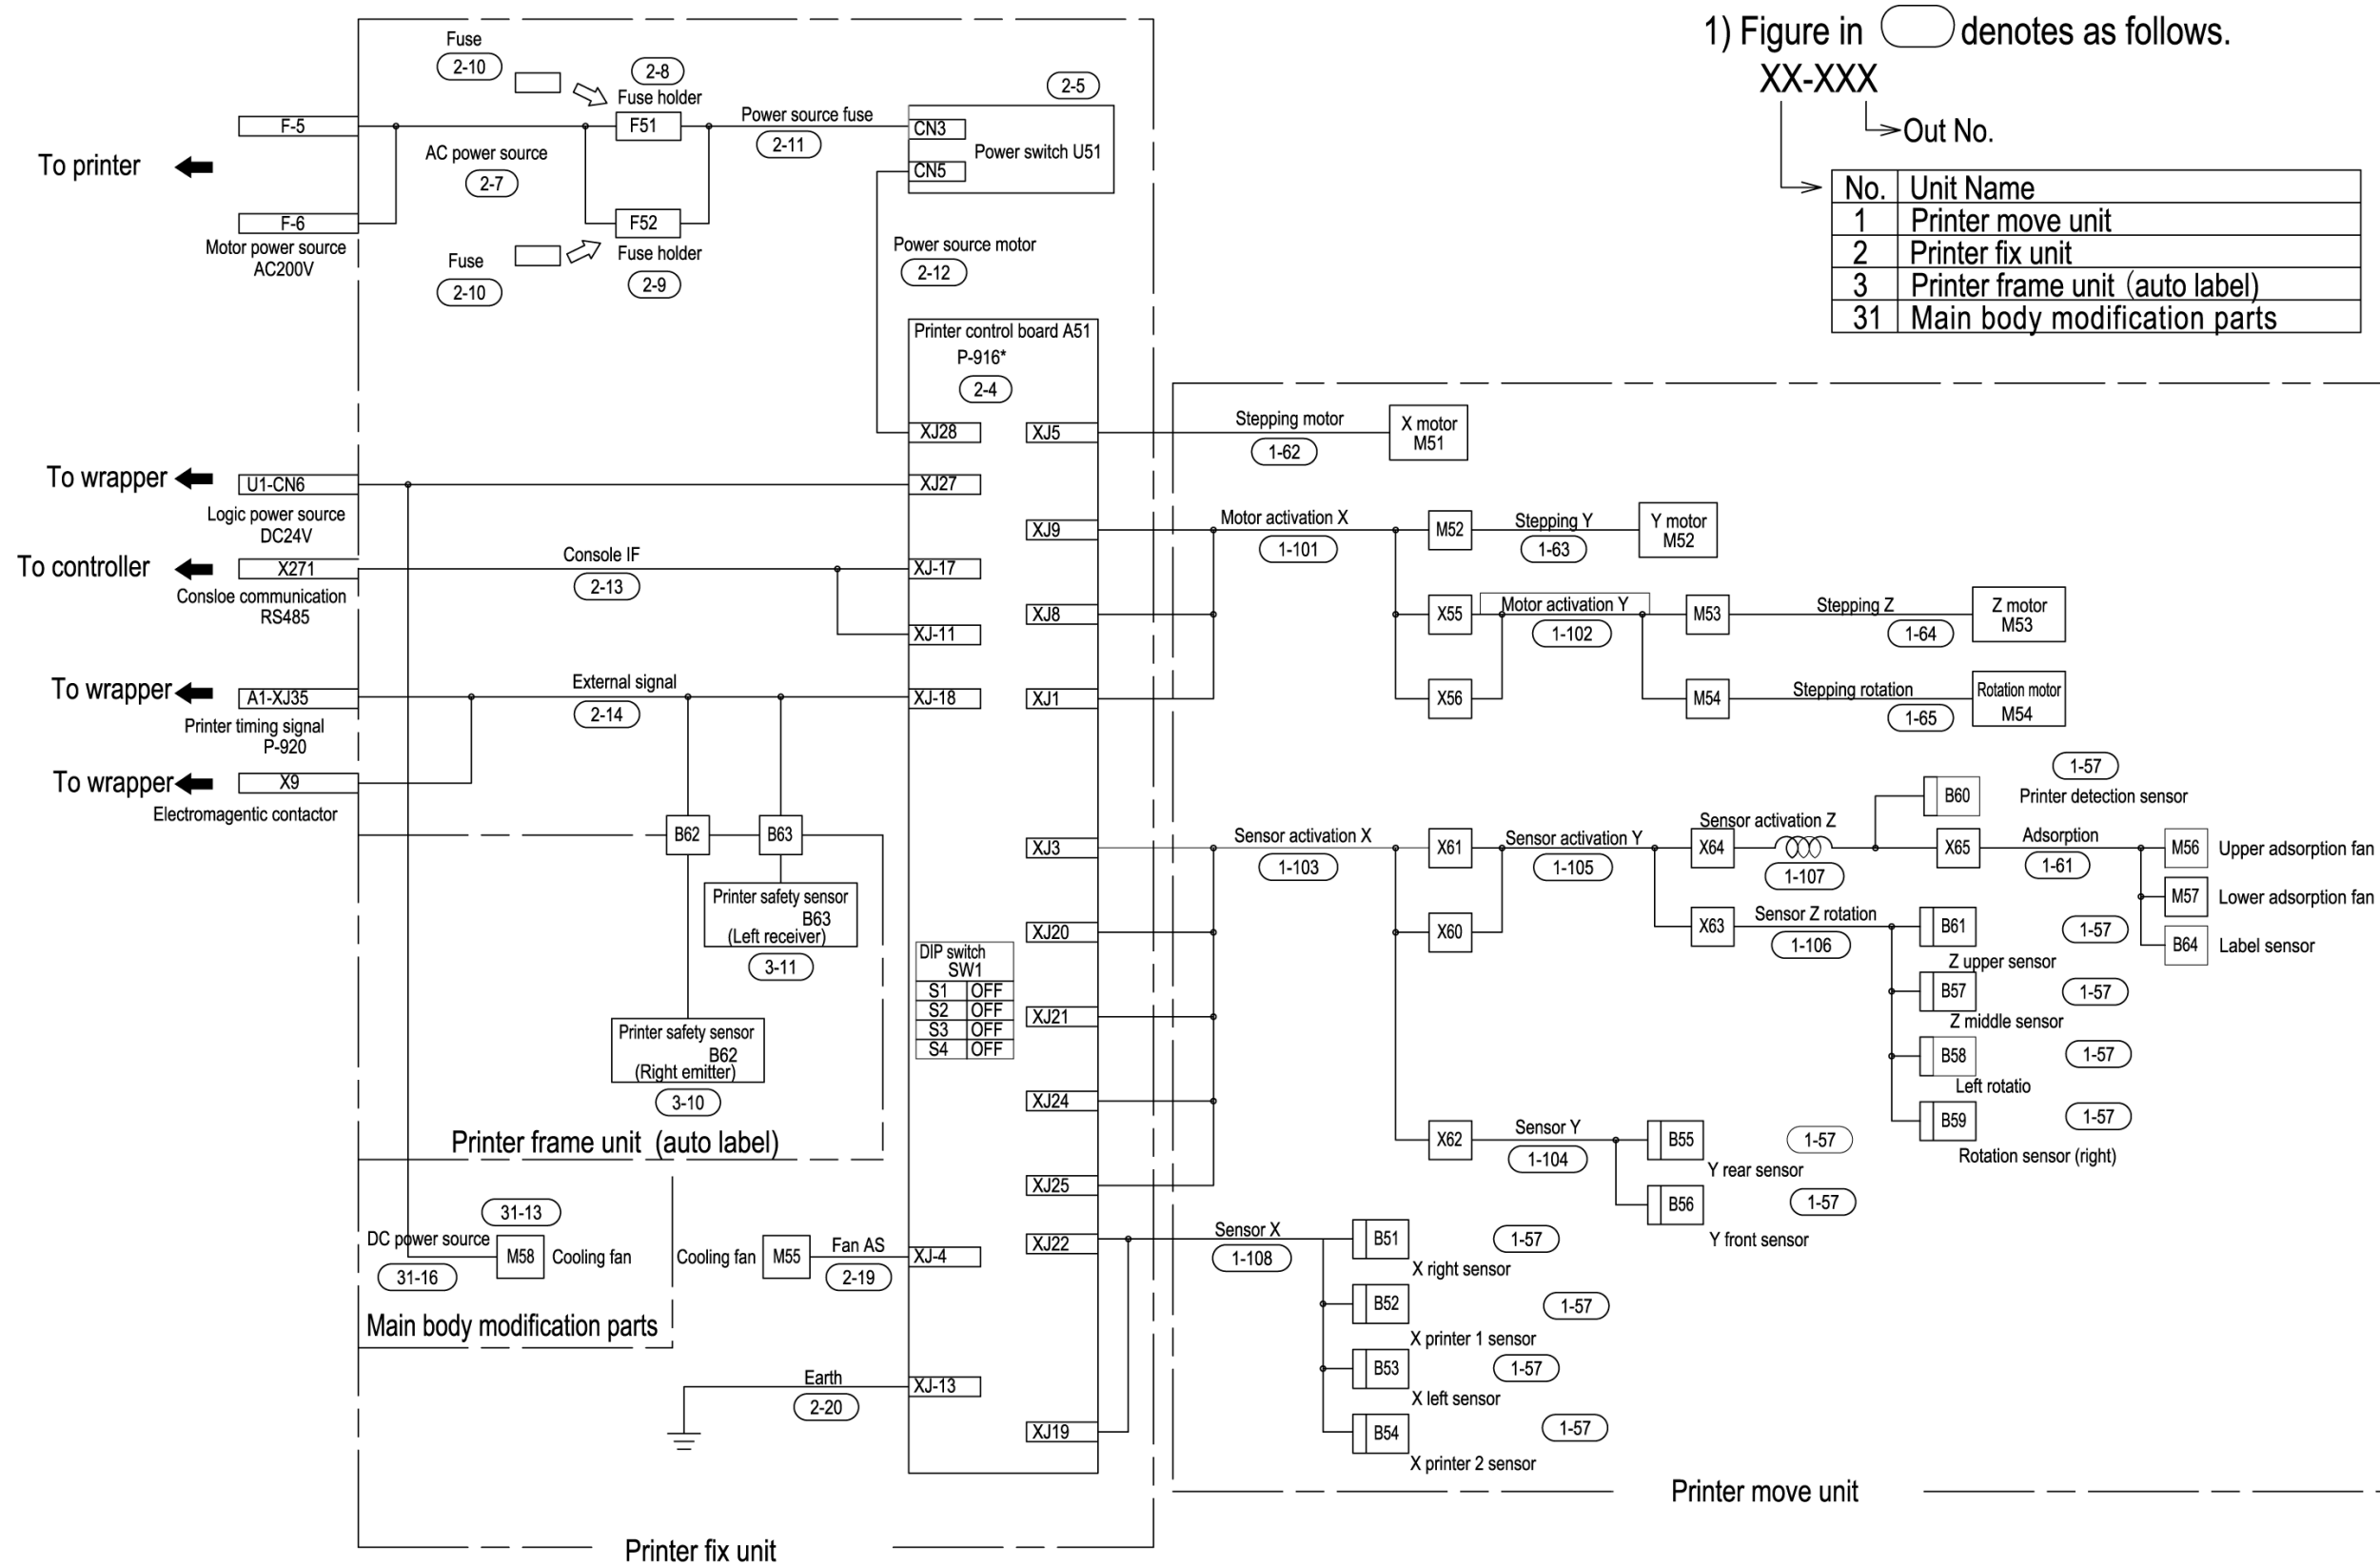 1) Figure in denotes as follows.
XX-XXX
Out No.
No. Unit Name
1 Printer move unit
2 Printer fix unit
3 Printer frame unit (auto label)
31 Main body modification parts
Fuse
2-10
2-8
Fuse holder
F51
Power source fuse
2-11
2-5
CN3
Power switch U51
CN5
To printer
F-5
AC power source
2-7
F-6
Motor power source
AC200V
F52
Fuse holder
2-9
Fuse
2-10
Power source motor
2-12
Printer control board A51
P-916*
2-4
XJ28
XJ27
XJ-17
XJ-11
XJ-18
XJ-4
XJ-13
XJ5
XJ9
XJ8
XJ1
XJ3
XJ20
XJ21
XJ24
XJ25
XJ22
XJ19
DIP switch
SW1
S1 OFF
S2 OFF
S3 OFF
S4 OFF
To wrapper
U1-CN6
Logic power source
DC24V
To controller
X271
Consloe communication
RS485
Console IF
2-13
To wrapper
A1-XJ35
Printer timing signal
P-920
External signal
2-14
To wrapper
X9
Electromagentic contactor
B62
B63
Printer safety sensor
B63
(Left receiver)
3-11
Printer safety sensor
B62
(Right emitter)
3-10
Printer frame unit (auto label)
31-13
DC power source
31-16
M58
Cooling fan
Main body modification parts
Cooling fan
M55
Fan AS
2-19
Earth
2-20
Printer fix unit
Stepping motor
1-62
X motor
M51
Motor activation X
1-101
M52
Stepping Y
1-63
Y motor
M52
X55
Motor activation Y
1-102
M53
Stepping Z
1-64
Z motor
M53
X56
M54
Stepping rotation
1-65
Rotation motor
M54
Sensor activation X
1-103
X61
Sensor activation Y
1-105
X60
X64
Sensor activation Z
1-107
B60
1-57
Printer detection sensor
X65
Adsorption
1-61
M56
Upper adsorption fan
M57
Lower adsorption fan
B64
Label sensor
X63
Sensor Z rotation
1-106
B61
1-57
Z upper sensor
B57
1-57
Z middle sensor
B58
1-57
Left rotatio
B59
1-57
Rotation sensor (right)
X62
Sensor Y
1-104
B55
1-57
Y rear sensor
B56
1-57
Y front sensor
Sensor X
1-108
B51
1-57
X right sensor
B52
1-57
X printer 1 sensor
B53
1-57
X left sensor
B54
1-57
X printer 2 sensor
Printer move unit